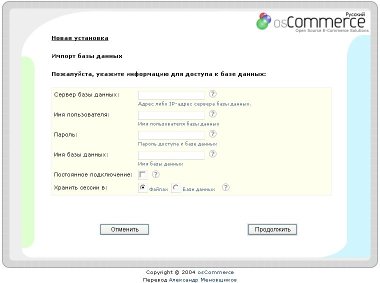 Русский
osCommerce
Open Source E-Commerce Solutions
Новая установка
Импорт базы данных
Пожалуйста, укажите информацию для доступа к базе данных:
Сервер базы данных:
Адрес либо IP-адрес сервера базы данных.
Имя пользователя:
Имя пользователя базы данных
Пароль:
Пароль доступа к базе данных
Имя базы данных:
Имя базы данных
Постоянное подключение:
Хранить сессии в: Файлах База данных
Отменить Продолжить
Copyright © 2004 osCommerce
Перевод Александр Меновщиков